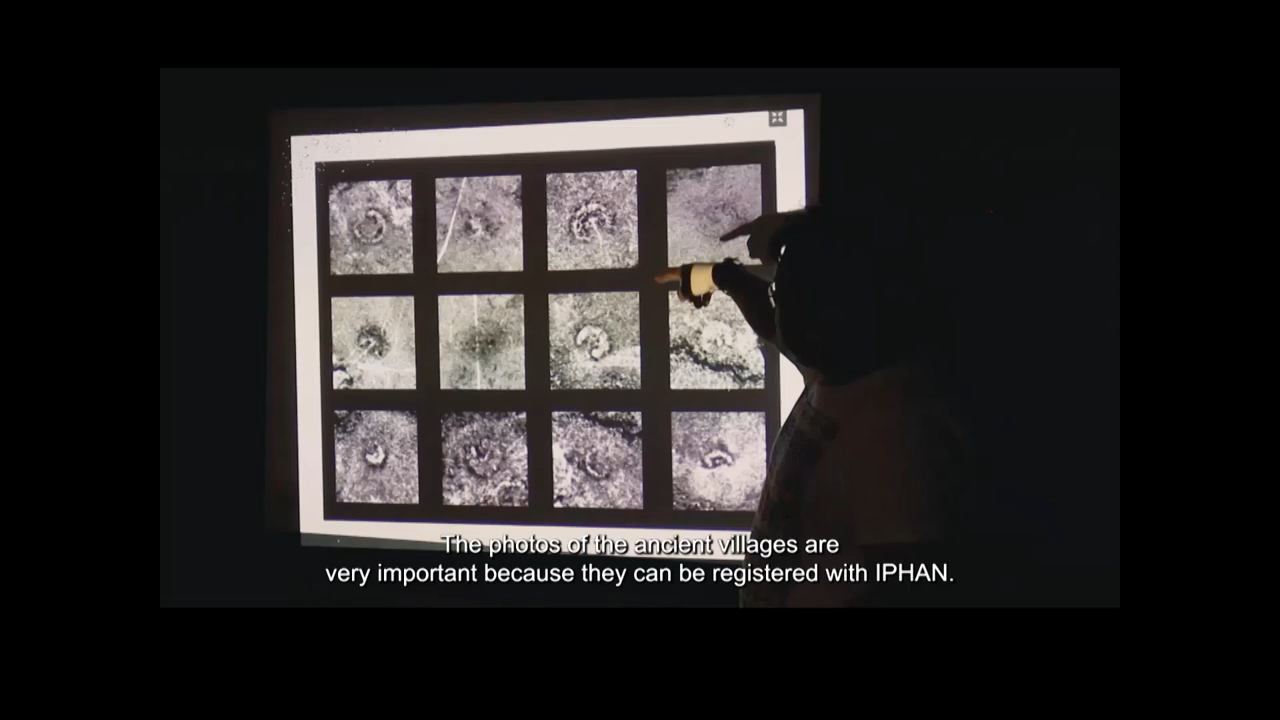 The photos of the ancient villages are
very important because they can be registered with IPHAN.